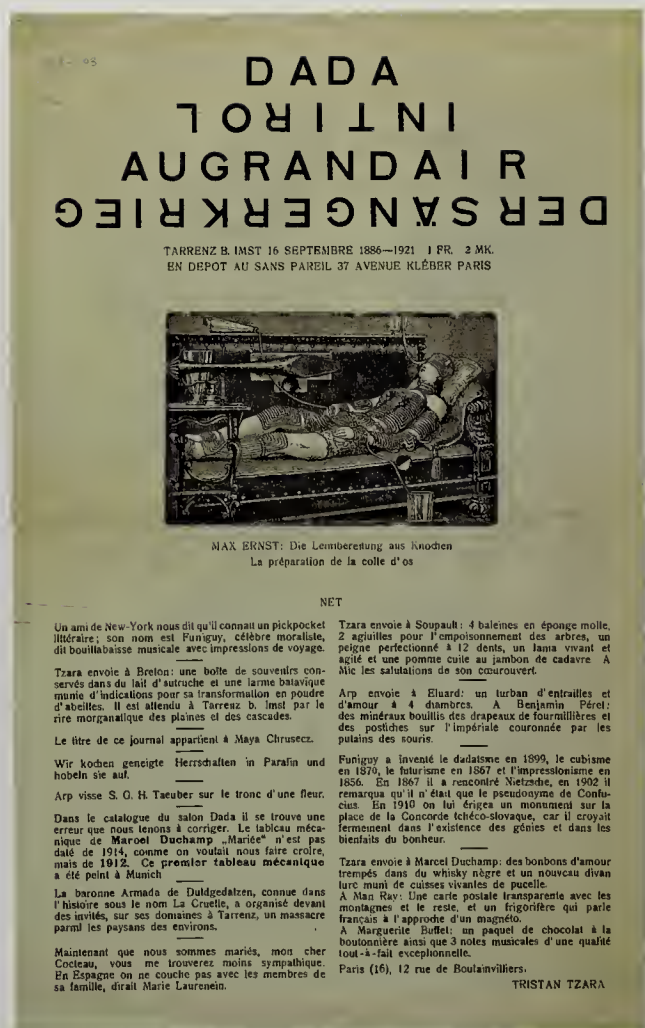 DADA
INTIROL
AUGRANDAIR
DERSÄNGERKRIEG
TARRENZ B. IMST 16 SEPTEMBRE 1886—1921 1 FR. 2 MK.
EN DEPOT AU SANS PAREIL 37 AVENUE KLÉBER PARIS
MAX ERNST: Die Leimbereitung aus Knochen
La préparation de la colle d'os
NET
Un ami de New-York nous dit qu'il connait un pickpocket
littéraire; son nom est Funiguy, célèbre moraliste,
dit bouillabaisse musicale avec impressions de voyage.
Tzara envoie à Breton: une boîte de souvenirs con-
servés dans du lait d'autruche et une larme batavique
munie d'indications pour sa transformation en poudre
d'abeilles. Il est attendu à Tarrenz b. Imst par le
rire morganatique des plaines et des cascades.
Le titre de ce journal appartient à Maya Chrusecz.
Wir kochen geneigte Herrschaften in Parafin und
hobeln sie auf.
Arp visse S. G. H. Taeuber sur le tronc d'une fleur.
Dans le catalogue du salon Dada il se trouve une
erreur que nous tenons à corriger. Le tableau méca-
nique de Marcel Duchamp „Mariée" n'est pas
daté de 1914, comme on voulait nous faire croire,
mais de 1912. Ce premier tableau mécanique
a été peint à Munich
La baronne Armada de Duldgedalzen, connue dans
l'histoire sous le nom La Cruelle, a organisé devant
des invités, sur ses domaines à Tarrenz, un massacre
parmi les paysans des environs.
Maintenant que nous sommes mariés, mon cher
Cocteau, vous me trouverez moins sympathique.
En Espagne on ne couche pas avec les membres de
sa famille, dirait Marie Laurenein.
Tzara envoie à Soupault: 4 baleines en éponge molle,
2 aguilles pour l'empoisonnement des arbres, un
peigne perfectionné à 12 dents, un lama vivant et
agité et une pomme cuite au jambon de cadavre A
Mic les salutations de son cœurouvert.
Arp envoie à Eluard: un turban d'entrailles et
d'amour à 4 chambres. A Benjamin Pérel:
des minéraux bouillis des drapeaux de fourmillières et
des postiches sur l'impériale couronnée par les
putains des souris.
Funiguy a inventé le dadaïsme en 1899, le cubisme
en 1870, le futurisme en 1867 et l'impressionisme en
1856. En 1867 il a rencontré Nietzsche, en 1902 il
remarqua qu'il n'était que le pseudonyme de Confu-
cius. En 1910 on lui érigea un monument sur la
place de la Concorde tchéco-slovaque, car il croyait
fermement dans l'existence des génies et dans les
bienfaits du bonheur.
Tzara envoie à Marcel Duchamp: des bonbons d'amour
trempés dans du whisky nègre et un nouveau divan
turc muni de cuisses vivantes de pucelle.
A Man Ray: Une carte postale transparente avec les
montagnes et le reste, et un frigorifère qui parle
français à l'approche d'un magnéto.
A Marguerite Buffet: un paquet de chocolat à la
boutonnière ainsi que 3 notes musicales d'une qualité
tout-à-fait exceptionnelle.
Paris (16), 12 rue de Boulainvilliers.
TRISTAN TZARA